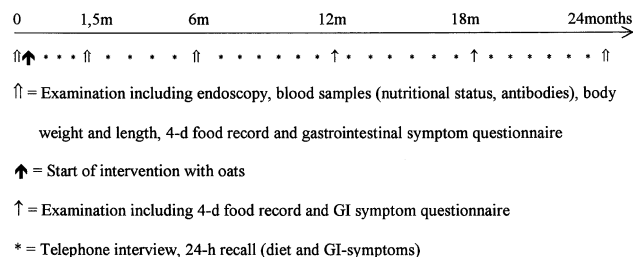 0 1,5m 6m 12m 18m 24months
⇑🡅 * * * ⇑ * * * * ⇑ * * * * * ↑ * * * * * ↑ * * * * * ⇑
⇑ = Examination including endoscopy, blood samples (nutritional status, antibodies), body
weight and length, 4-d food record and gastrointestinal symptom questionnaire
🡅 = Start of intervention with oats
↑ = Examination including 4-d food record and GI symptom questionnaire
* = Telephone interview, 24-h recall (diet and GI-symptoms)